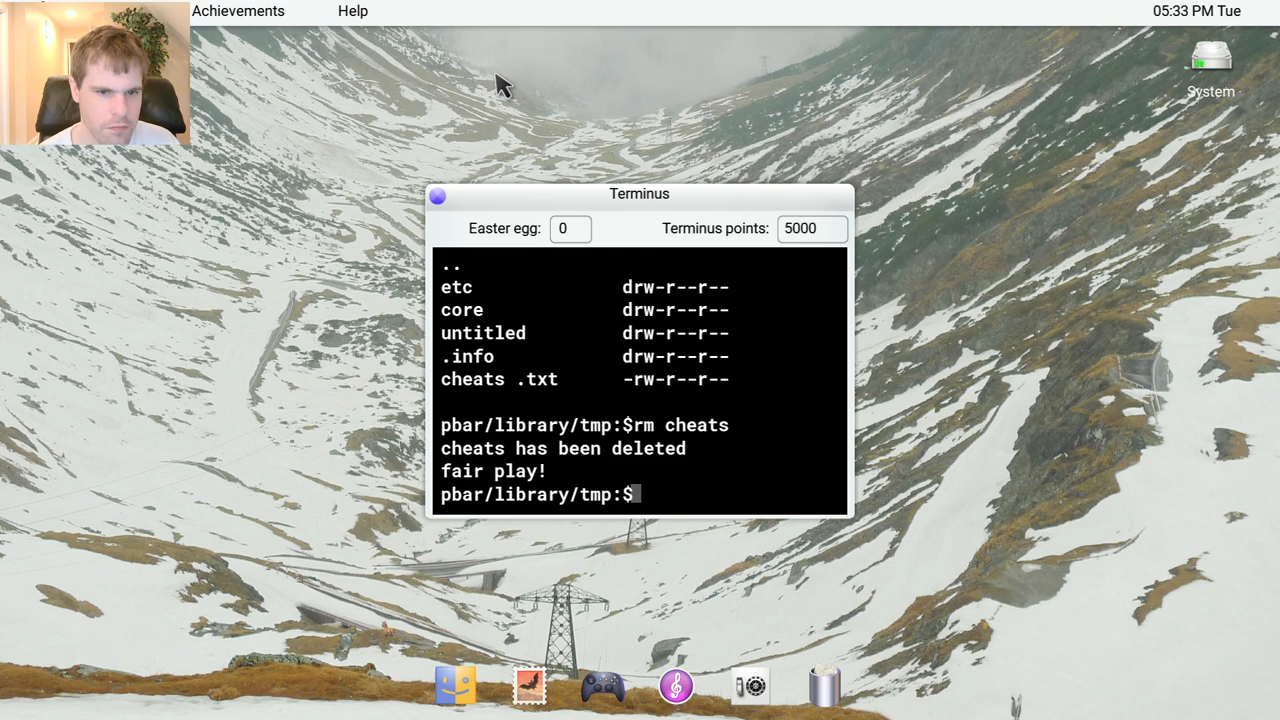 Achievements Help 05:33 PM Tue
System
Terminus
Easter egg: 0 Terminus points: 5000
..
etc drw-r--r--
core drw-r--r--
untitled drw-r--r--
.info drw-r--r--
cheats .txt -rw-r--r--
pbar/library/tmp:$rm cheats
cheats has been deleted
fair play!
pbar/library/tmp:$